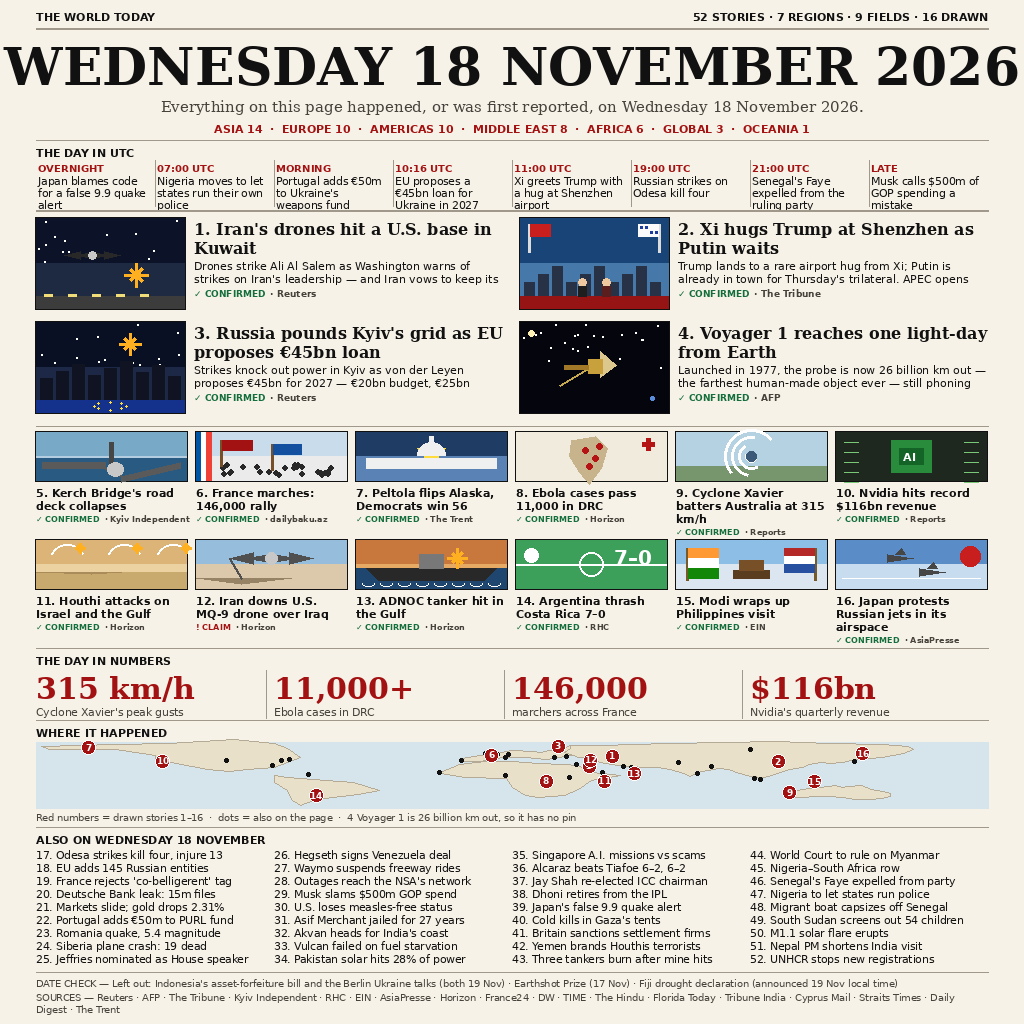 THE WORLD TODAY
52 STORIES · 7 REGIONS · 9 FIELDS · 16 DRAWN
WEDNESDAY 18 NOVEMBER 2026
Everything on this page happened, or was first reported, on Wednesday 18 November 2026.
ASIA 14 · EUROPE 10 · AMERICAS 10 · MIDDLE EAST 8 · AFRICA 6 · GLOBAL 3 · OCEANIA 1
THE DAY IN UTC
OVERNIGHT
Japan blames code
for a false 9.9 quake
alert
07:00 UTC
Nigeria moves to let
states run their own
police
MORNING
Portugal adds €50m
to Ukraine's
weapons fund
10:16 UTC
EU proposes a
€45bn loan for
Ukraine in 2027
11:00 UTC
Xi greets Trump with
a hug at Shenzhen
airport
19:00 UTC
Russian strikes on
Odesa kill four
21:00 UTC
Senegal's Faye
expelled from the
ruling party
LATE
Musk calls $500m of
GOP spending a
mistake
1. Iran's drones hit a U.S. base in
Kuwait
Drones strike Ali Al Salem as Washington warns of
strikes on Iran's leadership — and Iran vows to keep its
✓ CONFIRMED · Reuters
2. Xi hugs Trump at Shenzhen as
Putin waits
Trump lands to a rare airport hug from Xi; Putin is
already in town for Thursday's trilateral. APEC opens
✓ CONFIRMED · The Tribune
3. Russia pounds Kyiv's grid as EU
proposes €45bn loan
Strikes knock out power in Kyiv as von der Leyen
proposes €45bn for 2027 — €20bn budget, €25bn
✓ CONFIRMED · Reuters
4. Voyager 1 reaches one light-day
from Earth
Launched in 1977, the probe is now 26 billion km out —
the farthest human-made object ever — still phoning
✓ CONFIRMED · AFP
5. Kerch Bridge's road
deck collapses
✓ CONFIRMED · Kyiv Independent
6. France marches:
146,000 rally
✓ CONFIRMED · dailybaku.az
7. Peltola flips Alaska,
Democrats win 56
✓ CONFIRMED · The Trent
8. Ebola cases pass
11,000 in DRC
✓ CONFIRMED · Horizon
9. Cyclone Xavier
batters Australia at 315
km/h
✓ CONFIRMED · Reports
AI
10. Nvidia hits record
$116bn revenue
✓ CONFIRMED · Reports
11. Houthi attacks on
Israel and the Gulf
✓ CONFIRMED · Horizon
12. Iran downs U.S.
MQ-9 drone over Iraq
! CLAIM · Horizon
13. ADNOC tanker hit in
the Gulf
✓ CONFIRMED · Horizon
7–0
14. Argentina thrash
Costa Rica 7–0
✓ CONFIRMED · RHC
15. Modi wraps up
Philippines visit
✓ CONFIRMED · EIN
16. Japan protests
Russian jets in its
airspace
✓ CONFIRMED · AsiaPresse
THE DAY IN NUMBERS
315 km/h
Cyclone Xavier's peak gusts
11,000+
Ebola cases in DRC
146,000
marchers across France
$116bn
Nvidia's quarterly revenue
WHERE IT HAPPENED
7
10
14
6
3
12
1
8
11
13
2
16
15
9
Red numbers = drawn stories 1–16 · dots = also on the page · 4 Voyager 1 is 26 billion km out, so it has no pin
ALSO ON WEDNESDAY 18 NOVEMBER
17. Odesa strikes kill four, injure 13
18. EU adds 145 Russian entities
19. France rejects 'co-belligerent' tag
20. Deutsche Bank leak: 15m files
21. Markets slide; gold drops 2.31%
22. Portugal adds €50m to PURL fund
23. Romania quake, 5.4 magnitude
24. Siberia plane crash: 19 dead
25. Jeffries nominated as House speaker
26. Hegseth signs Venezuela deal
27. Waymo suspends freeway rides
28. Outages reach the NSA's network
29. Musk slams $500m GOP spend
30. U.S. loses measles-free status
31. Asif Merchant jailed for 27 years
32. Akvan heads for India's coast
33. Vulcan failed on fuel starvation
34. Pakistan solar hits 28% of power
35. Singapore A.I. missions vs scams
36. Alcaraz beats Tiafoe 6–2, 6–2
37. Jay Shah re-elected ICC chairman
38. Dhoni retires from the IPL
39. Japan's false 9.9 quake alert
40. Cold kills in Gaza's tents
41. Britain sanctions settlement firms
42. Yemen brands Houthis terrorists
43. Three tankers burn after mine hits
44. World Court to rule on Myanmar
45. Nigeria–South Africa row
46. Senegal's Faye expelled from party
47. Nigeria to let states run police
48. Migrant boat capsizes off Senegal
49. South Sudan screens out 54 children
50. M1.1 solar flare erupts
51. Nepal PM shortens India visit
52. UNHCR stops new registrations
DATE CHECK — Left out: Indonesia's asset-forfeiture bill and the Berlin Ukraine talks (both 19 Nov) · Earthshot Prize (17 Nov) · Fiji drought declaration (announced 19 Nov local time)
SOURCES — Reuters · AFP · The Tribune · Kyiv Independent · RHC · EIN · AsiaPresse · Horizon · France24 · DW · TIME · The Hindu · Florida Today · Tribune India · Cyprus Mail · Straits Times · Daily
Digest · The Trent